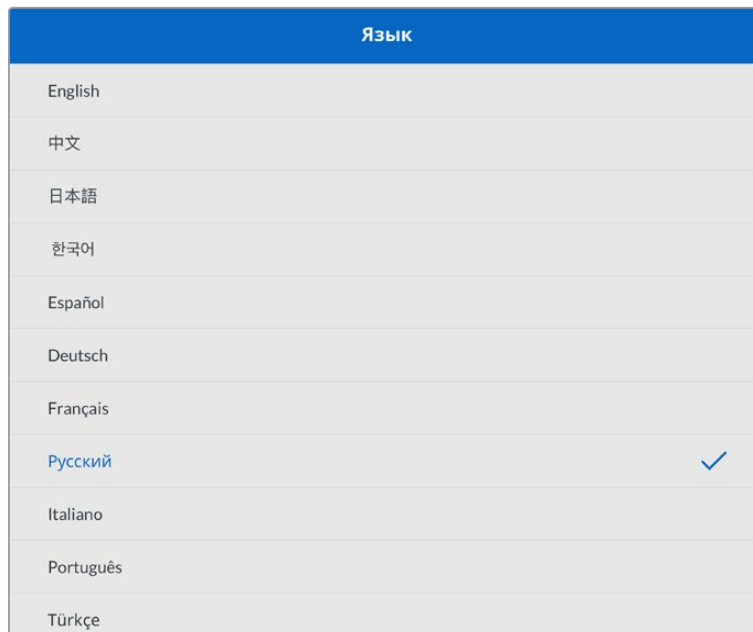 Язык
English
中文
日本語
한국어
Español
Deutsch
Français
Русский
Italiano
Português
Türkçe